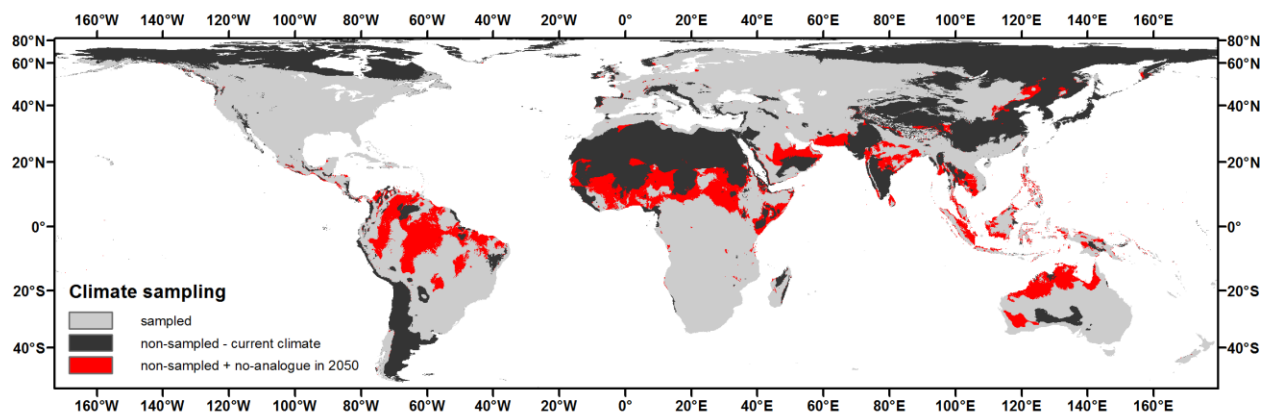 160°W 140°W 120°W 100°W 80°W 60°W 40°W 20°W 0° 20°E 40°E 60°E 80°E 100°E 120°E 140°E 160°E
80°N 80°N
60°N 60°N
40°N 40°N
20°N 20°N
0° 0°
20°S 20°S
40°S 40°S
Climate sampling
sampled
non-sampled - current climate
non-sampled + no-analogue in 2050
160°W 140°W 120°W 100°W 80°W 60°W 40°W 20°W 0° 20°E 40°E 60°E 80°E 100°E 120°E 140°E 160°E